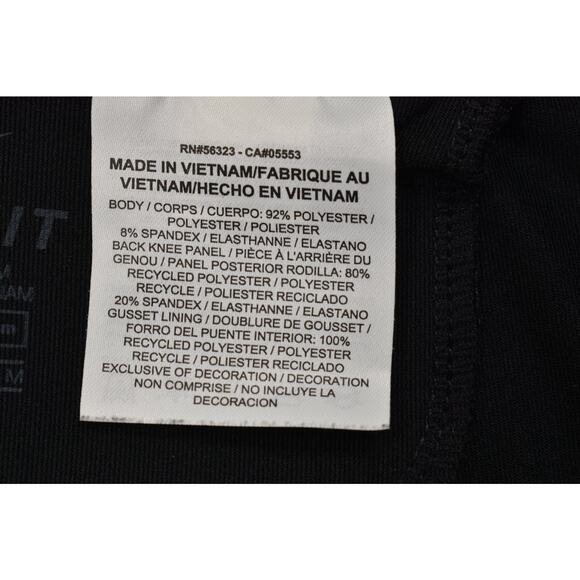 RN#56323 - CA#05553
MADE IN VIETNAM/FABRIQUE AU
VIETNAM/HECHO EN VIETNAM
BODY / CORPS / CUERPO: 92% POLYESTER /
POLYESTER / POLIESTER
8% SPANDEX / ELASTHANNE / ELASTANO
BACK KNEE PANEL / PIÈCE À L'ARRIÈRE DU
GENOU / PANEL POSTERIOR RODILLA: 80%
RECYCLED POLYESTER / POLYESTER
RECYCLE / POLIESTER RECICLADO
20% SPANDEX / ELASTHANNE / ELASTANO
GUSSET LINING / DOUBLURE DE GOUSSET /
FORRO DEL PUENTE INTERIOR: 100%
RECYCLED POLYESTER / POLYESTER
RECYCLE / POLIESTER RECICLADO
EXCLUSIVE OF DECORATION / DECORATION
NON COMPRISE / NO INCLUYE LA
DECORACIÓN
IT
M
NAM
M